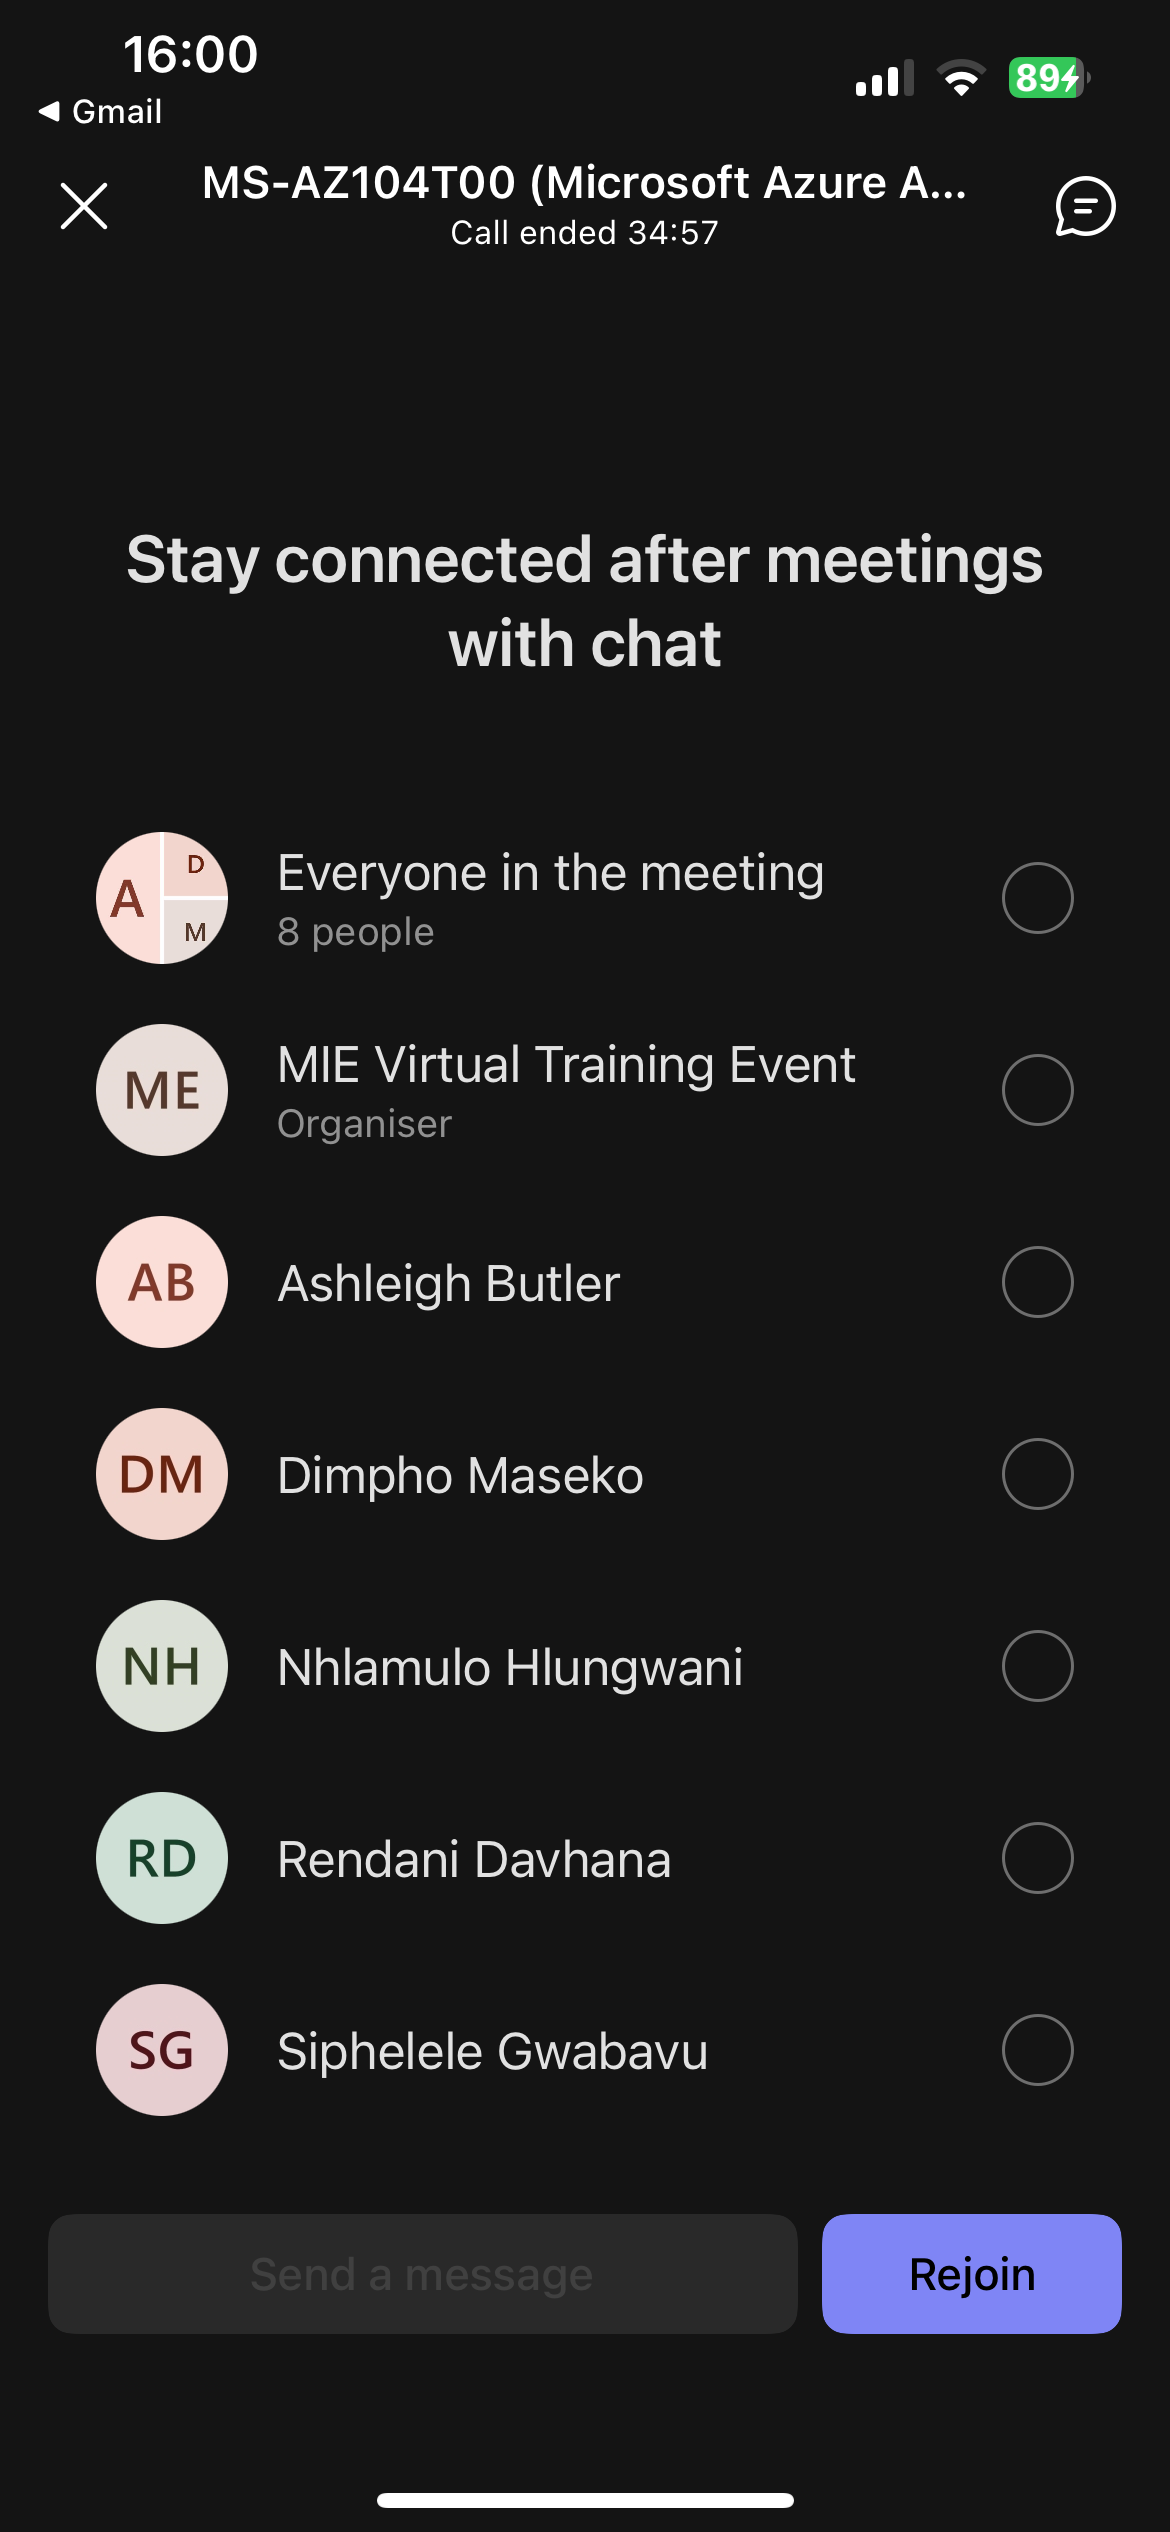 16:00
89
Gmail
MS-AZ104T00 (Microsoft Azure A...
Call ended 34:57
Stay connected after meetings
with chat
A
D
M
Everyone in the meeting
8 people
ME
MIE Virtual Training Event
Organiser
AB
Ashleigh Butler
DM
Dimpho Maseko
NH
Nhlamulo Hlungwani
RD
Rendani Davhana
SG
Siphelele Gwabavu
Send a message
Rejoin